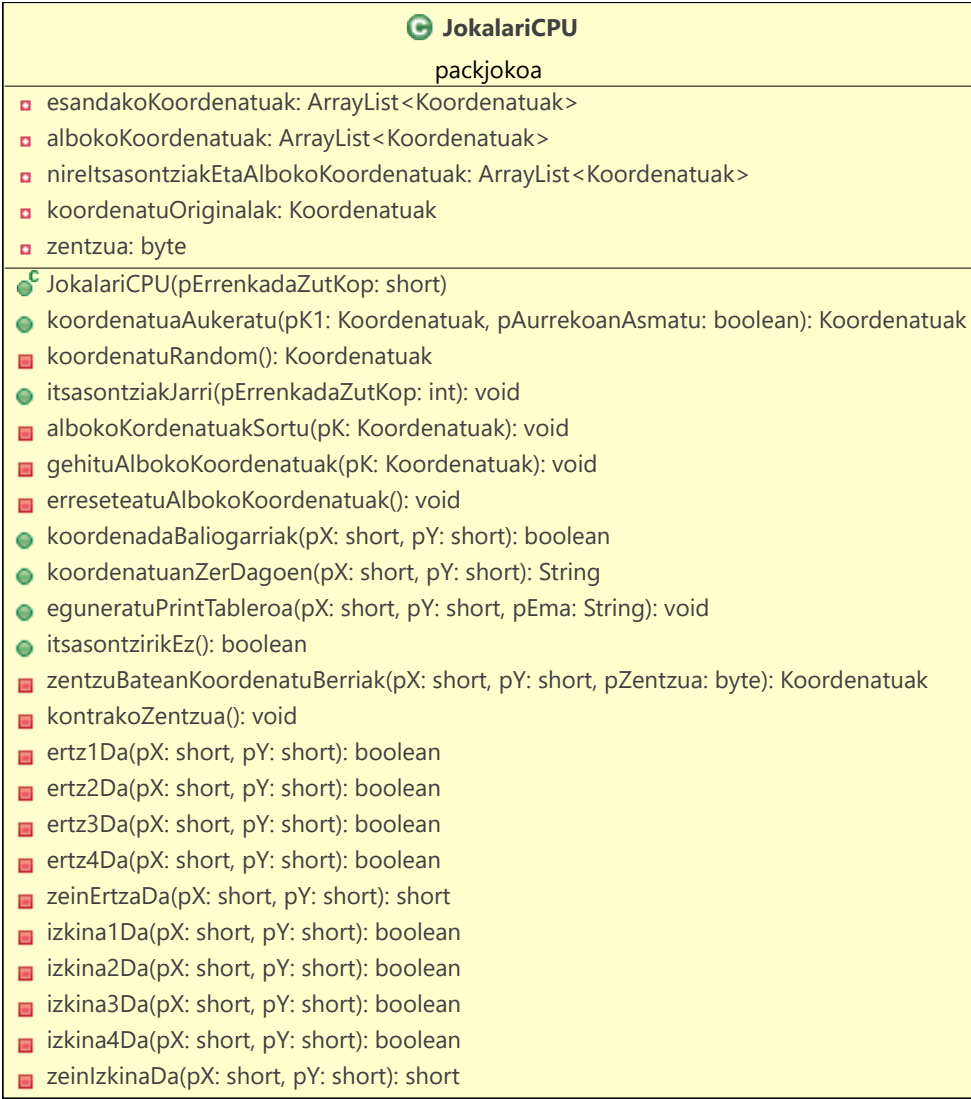 JokalariCPU
packjokoa
esandakoKoordenatuak: ArrayList<Koordenatuak>
albokoKoordenatuak: ArrayList<Koordenatuak>
nireItsasontziakEtaAlbokoKoordenatuak: ArrayList<Koordenatuak>
koordenatuOriginalak: Koordenatuak
zentzua: byte
JokalariCPU(pErrenkadaZutKop: short)
koordenatuaAukeratu(pK1: Koordenatuak, pAurrekoanAsmatu: boolean): Koordenatuak
koordenatuRandom(): Koordenatuak
itsasontziakJarri(pErrenkadaZutKop: int): void
albokoKordenatuakSortu(pK: Koordenatuak): void
gehituAlbokoKoordenatuak(pK: Koordenatuak): void
erreseteatuAlbokoKoordenatuak(): void
koordenadaBaliogarriak(pX: short, pY: short): boolean
koordenatuanZerDagoen(pX: short, pY: short): String
eguneratuPrintTableroa(pX: short, pY: short, pEma: String): void
itsasontzirikEz(): boolean
zentzuBateanKoordenatuBerriak(pX: short, pY: short, pZentzua: byte): Koordenatuak
kontrakoZentzua(): void
ertz1Da(pX: short, pY: short): boolean
ertz2Da(pX: short, pY: short): boolean
ertz3Da(pX: short, pY: short): boolean
ertz4Da(pX: short, pY: short): boolean
zeinErtzaDa(pX: short, pY: short): short
izkina1Da(pX: short, pY: short): boolean
izkina2Da(pX: short, pY: short): boolean
izkina3Da(pX: short, pY: short): boolean
izkina4Da(pX: short, pY: short): boolean
zeinIzkinaDa(pX: short, pY: short): short